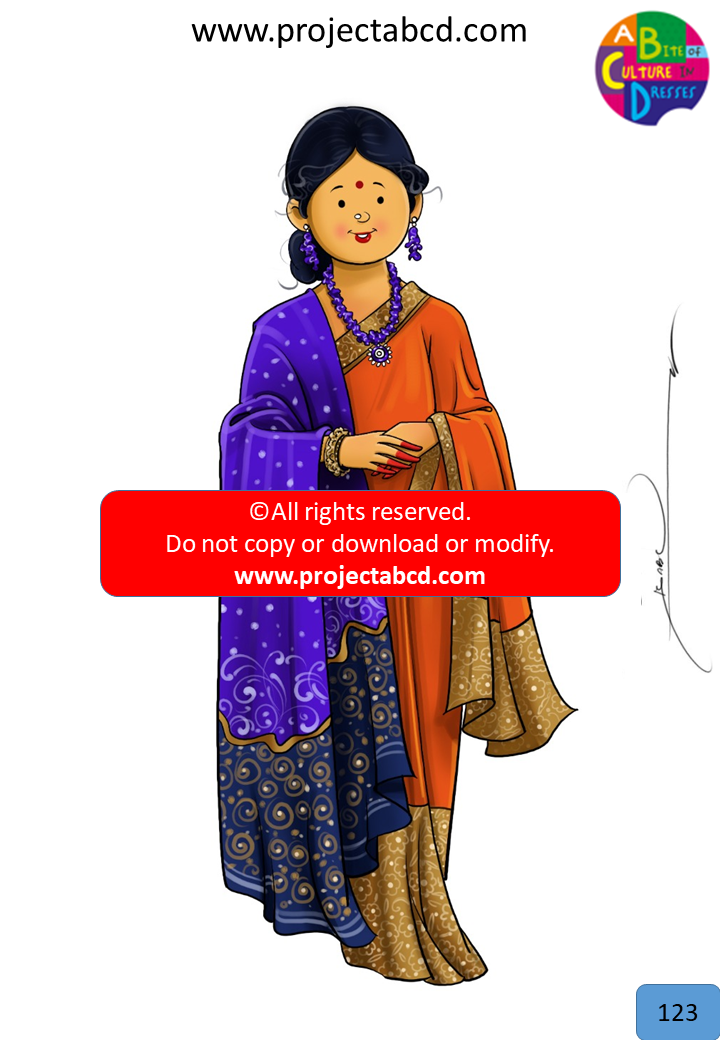 www.projectabcd.com
A BITE OF
CULTURE IN
DRESSES
©All rights reserved.
Do not copy or download or modify.
www.projectabcd.com
123